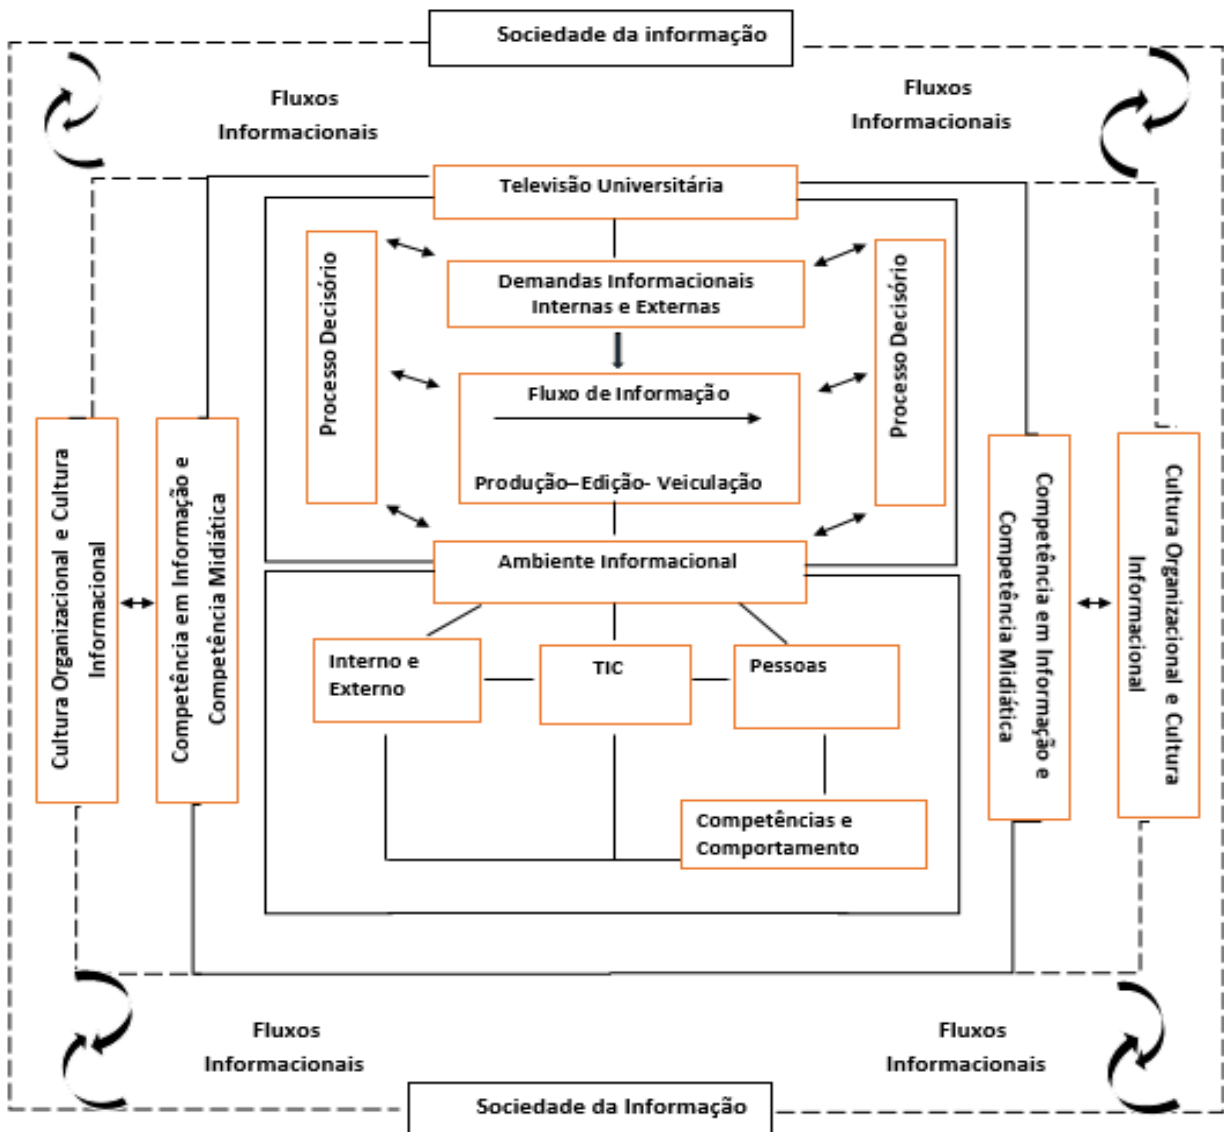 Sociedade da informação
Fluxos
Informacionais
Fluxos
Informacionais
Televisão Universitária
Processo Decisório
Demandas Informacionais
Internas e Externas
Processo Decisório
Fluxo de Informação
Produção–Edição- Veiculação
Cultura Organizacional e Cultura
Informacional
Competência em Informação e
Competência Midiática
Ambiente Informacional
Competência em Informação e
Competência Midiática
Cultura Organizacional e Cultura
Informacional
Interno e
Externo
TIC
Pessoas
Competências e
Comportamento
Fluxos
Informacionais
Fluxos
Informacionais
Sociedade da Informação